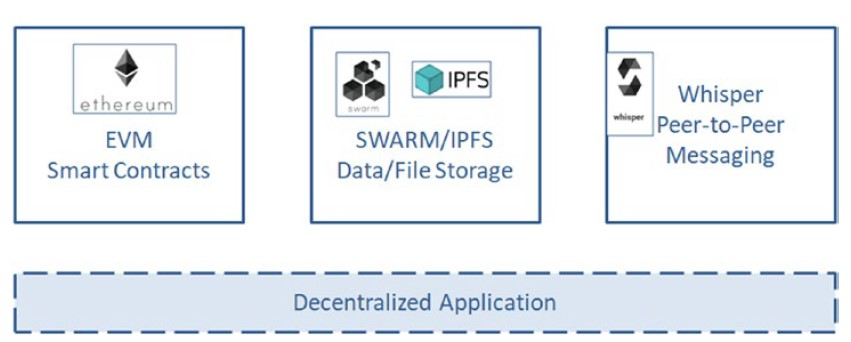 ethereum
EVM
Smart Contracts
swarm
IPFS
SWARM/IPFS
Data/File Storage
whisper
Whisper
Peer-to-Peer
Messaging
Decentralized Application